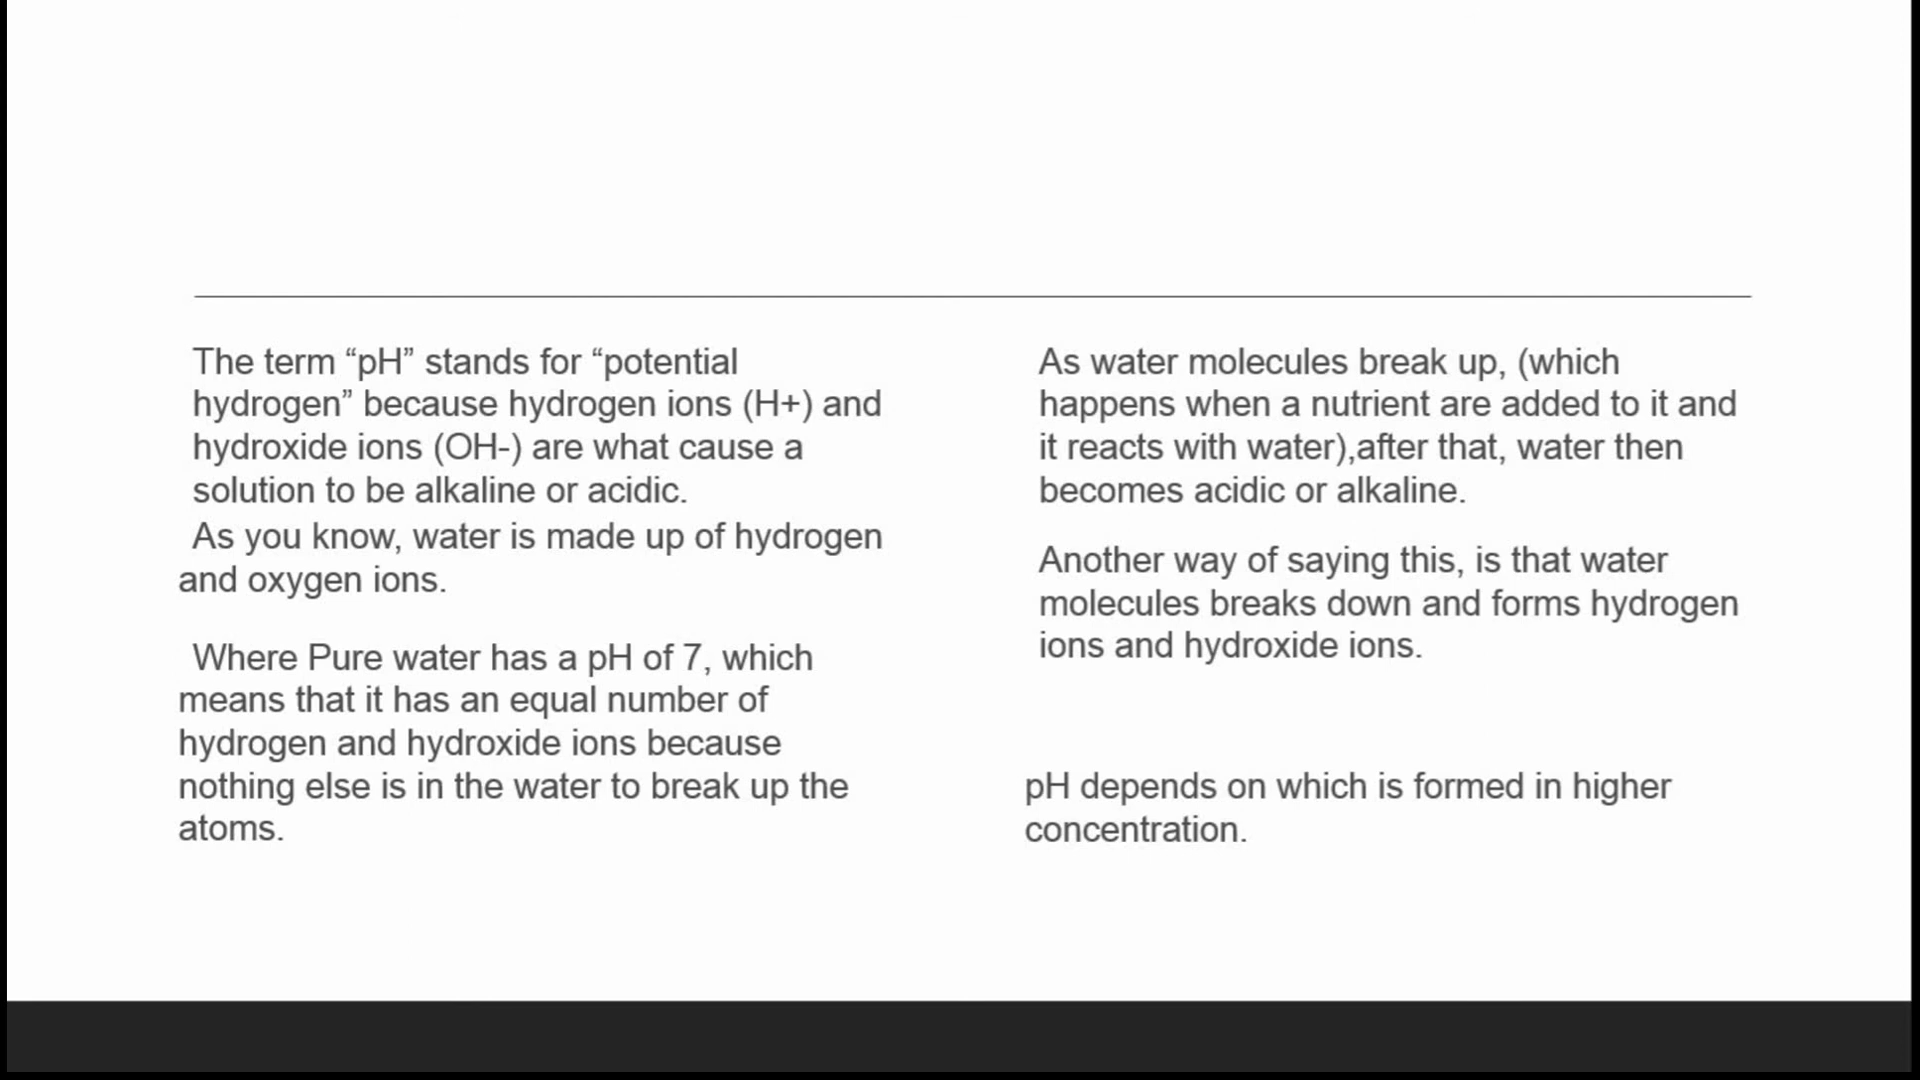 The term “pH” stands for “potential
hydrogen” because hydrogen ions (H+) and
hydroxide ions (OH-) are what cause a
solution to be alkaline or acidic.
As you know, water is made up of hydrogen
and oxygen ions.
Where Pure water has a pH of 7, which
means that it has an equal number of
hydrogen and hydroxide ions because
nothing else is in the water to break up the
atoms.
As water molecules break up, (which
happens when a nutrient are added to it and
it reacts with water),after that, water then
becomes acidic or alkaline.
Another way of saying this, is that water
molecules breaks down and forms hydrogen
ions and hydroxide ions.
pH depends on which is formed in higher
concentration.